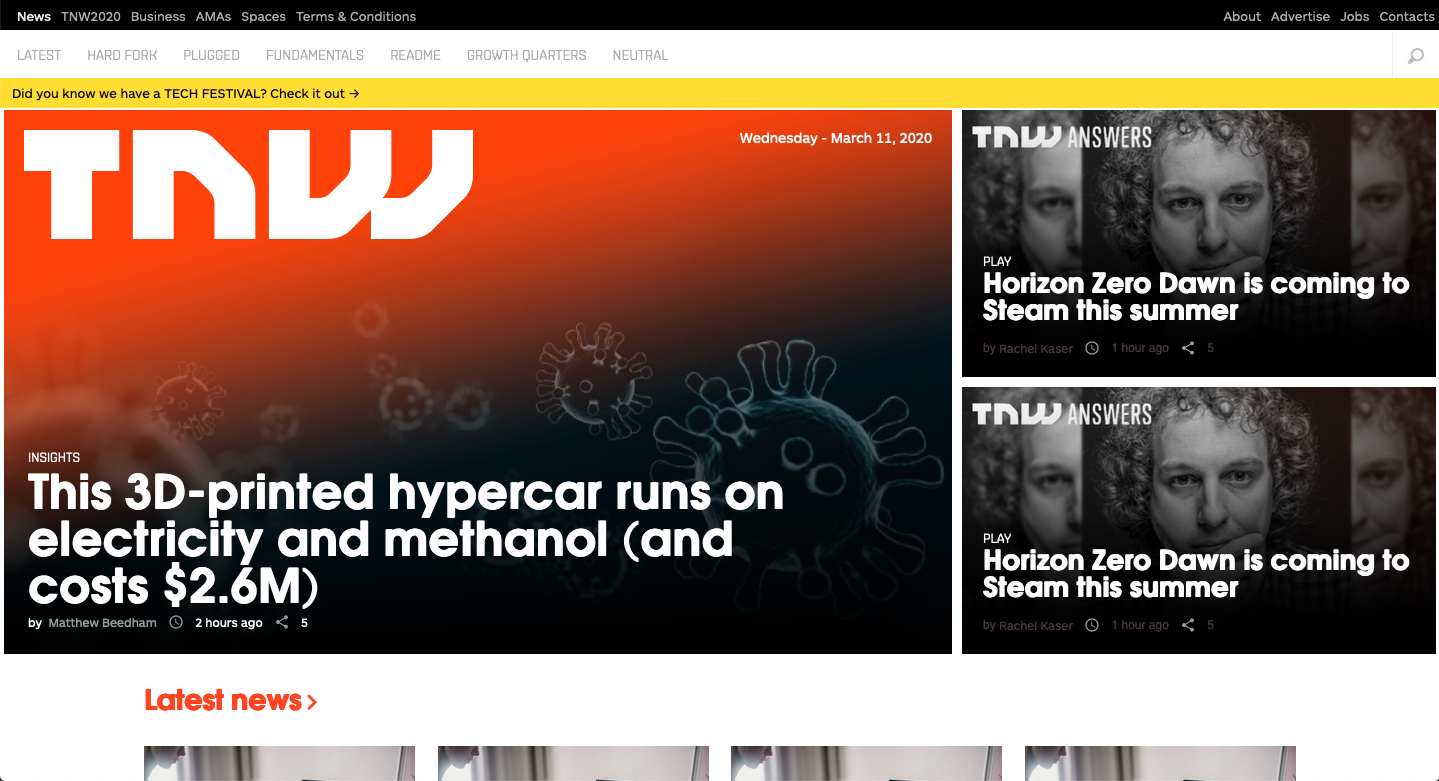 News TNW2020 Business AMAs Spaces Terms & Conditions About Advertise Jobs Contacts
LATEST HARD FORK PLUGGED FUNDAMENTALS README GROWTH QUARTERS NEUTRAL
Did you know we have a TECH FESTIVAL? Check it out →
TNW
Wednesday - March 11, 2020
INSIGHTS
This 3D-printed hypercar runs on
electricity and methanol (and
costs $2.6M)
by Matthew Beedham 2 hours ago 5
TNW ANSWERS
PLAY
Horizon Zero Dawn is coming to
Steam this summer
by Rachel Kaser 1 hour ago 5
TNW ANSWERS
PLAY
Horizon Zero Dawn is coming to
Steam this summer
by Rachel Kaser 1 hour ago 5
Latest news ›